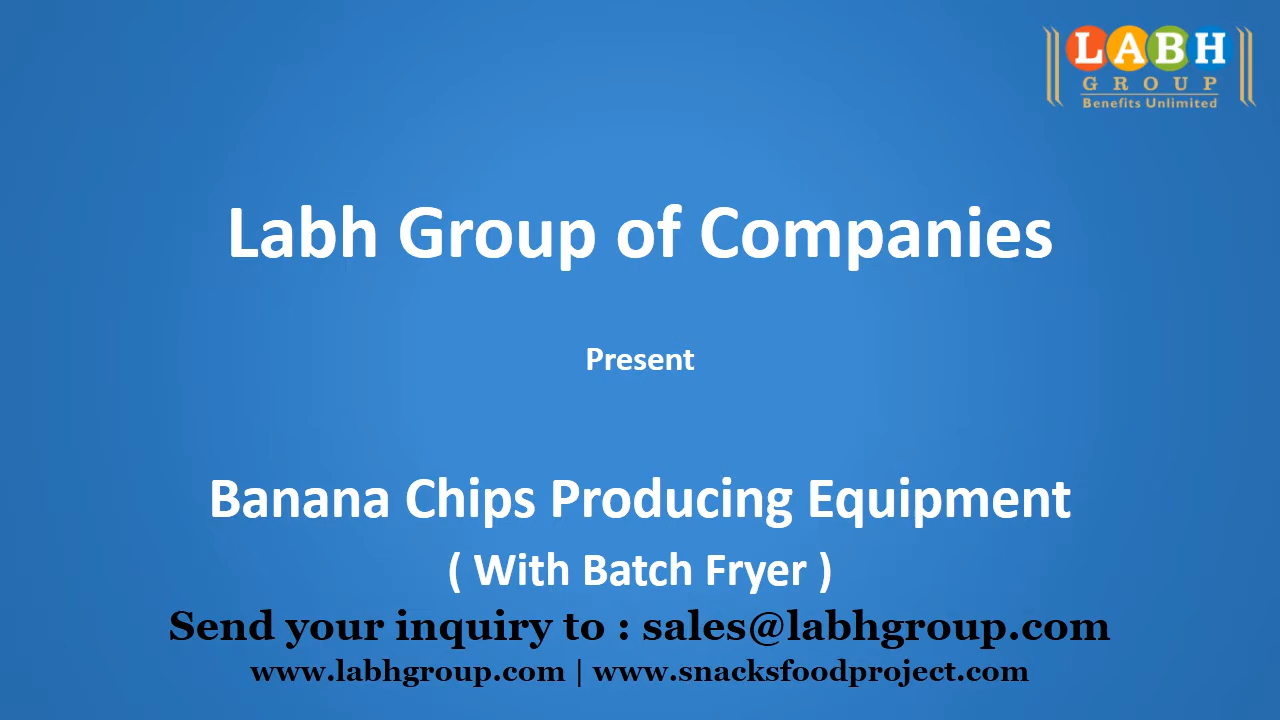 LABH
GROUP
Benefits Unlimited
Labh Group of Companies
Present
Banana Chips Producing Equipment
( With Batch Fryer )
Send your inquiry to : sales@labhgroup.com
www.labhgroup.com | www.snacksfoodproject.com